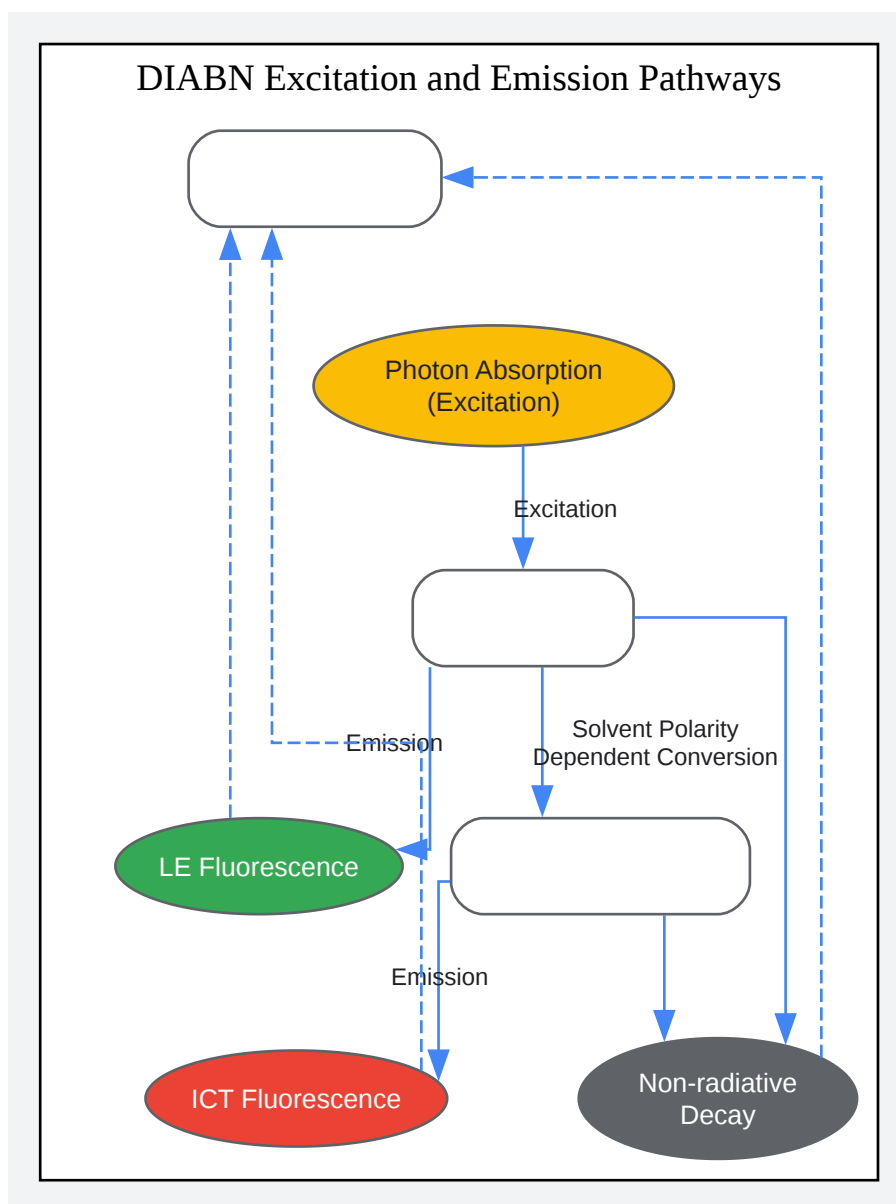 DIABN Excitation and Emission Pathways
Photon Absorption
(Excitation)
Excitation
Solvent Polarity
Dependent Conversion
Emission
LE Fluorescence
Emission
ICT Fluorescence
Non-radiative
Decay